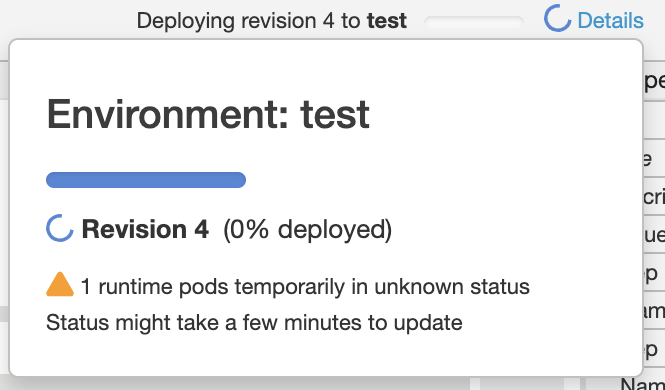 Deploying revision 4 to test
Details
Environment: test
Revision 4 (0% deployed)
1 runtime pods temporarily in unknown status
Status might take a few minutes to update